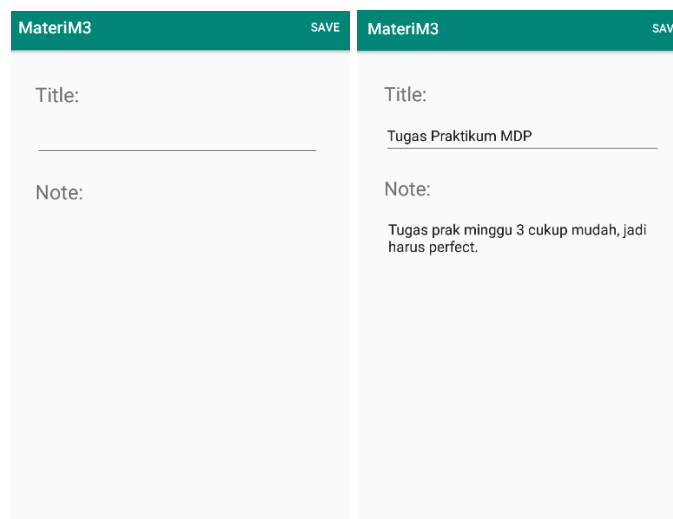 MateriM3 SAVE
Title:
Note:
MateriM3 SAV
Title:
Tugas Praktikum MDP
Note:
Tugas prak minggu 3 cukup mudah, jadi
harus perfect.